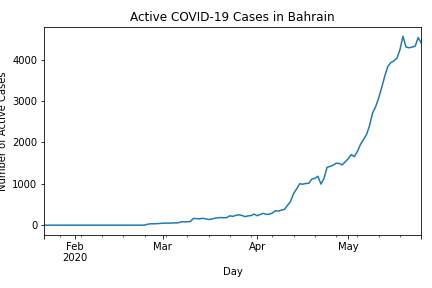 Active COVID-19 Cases in Bahrain
Number of Active Cases
4000
3000
2000
1000
0
Feb
2020
Mar
Apr
May
Day